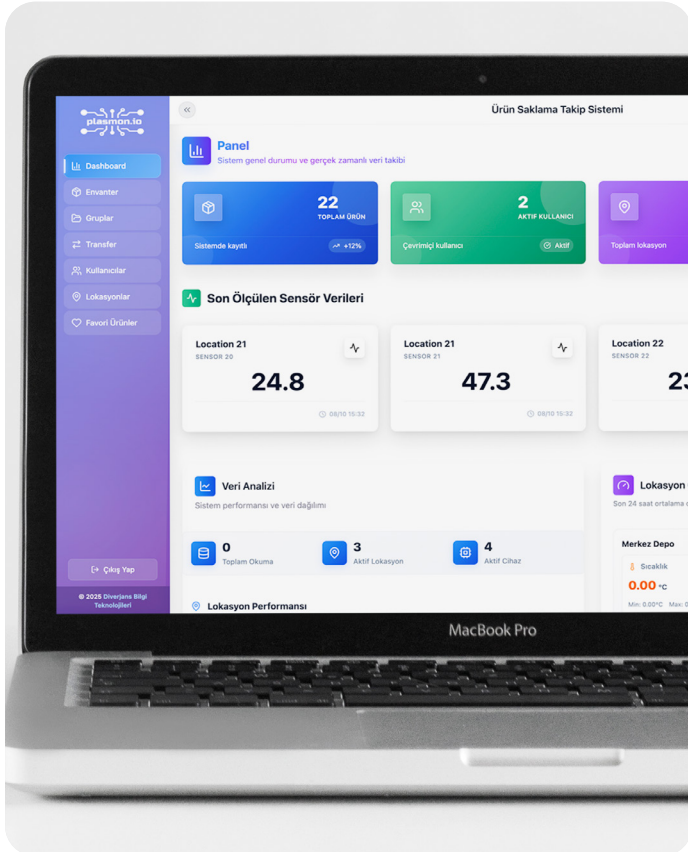 plasmon.io
Ürün Saklama Takip Sistemi
Dashboard
Envanter
Gruplar
Transfer
Kullanıcılar
Lokasyonlar
Favori Ürünler
Çıkış Yap
© 2025 Diverjans Bilgi
Teknolojileri
Panel
Sistem genel durumu ve gerçek zamanlı veri takibi
22
TOPLAM ÜRÜN
Sistemde kayıtlı
+12%
2
AKTIF KULLANICI
Çevrimiçi kullanıcı
Aktif
Toplam lokasyon
Son Ölçülen Sensör Verileri
Location 21
SENSOR 20
24.8
08/10 15:32
Location 21
SENSOR 21
47.3
08/10 15:32
Location 22
SENSOR 22
Veri Analizi
Sistem performansı ve veri dağılımı
0
Toplam Okuma
3
Aktif Lokasyon
4
Aktif Cihaz
Lokasyon Performansı
Lokasyon
Son 24 saat ortalama
Merkez Depo
Sıcaklık
0.00 °C
Min: 0.00°C Max:
MacBook Pro